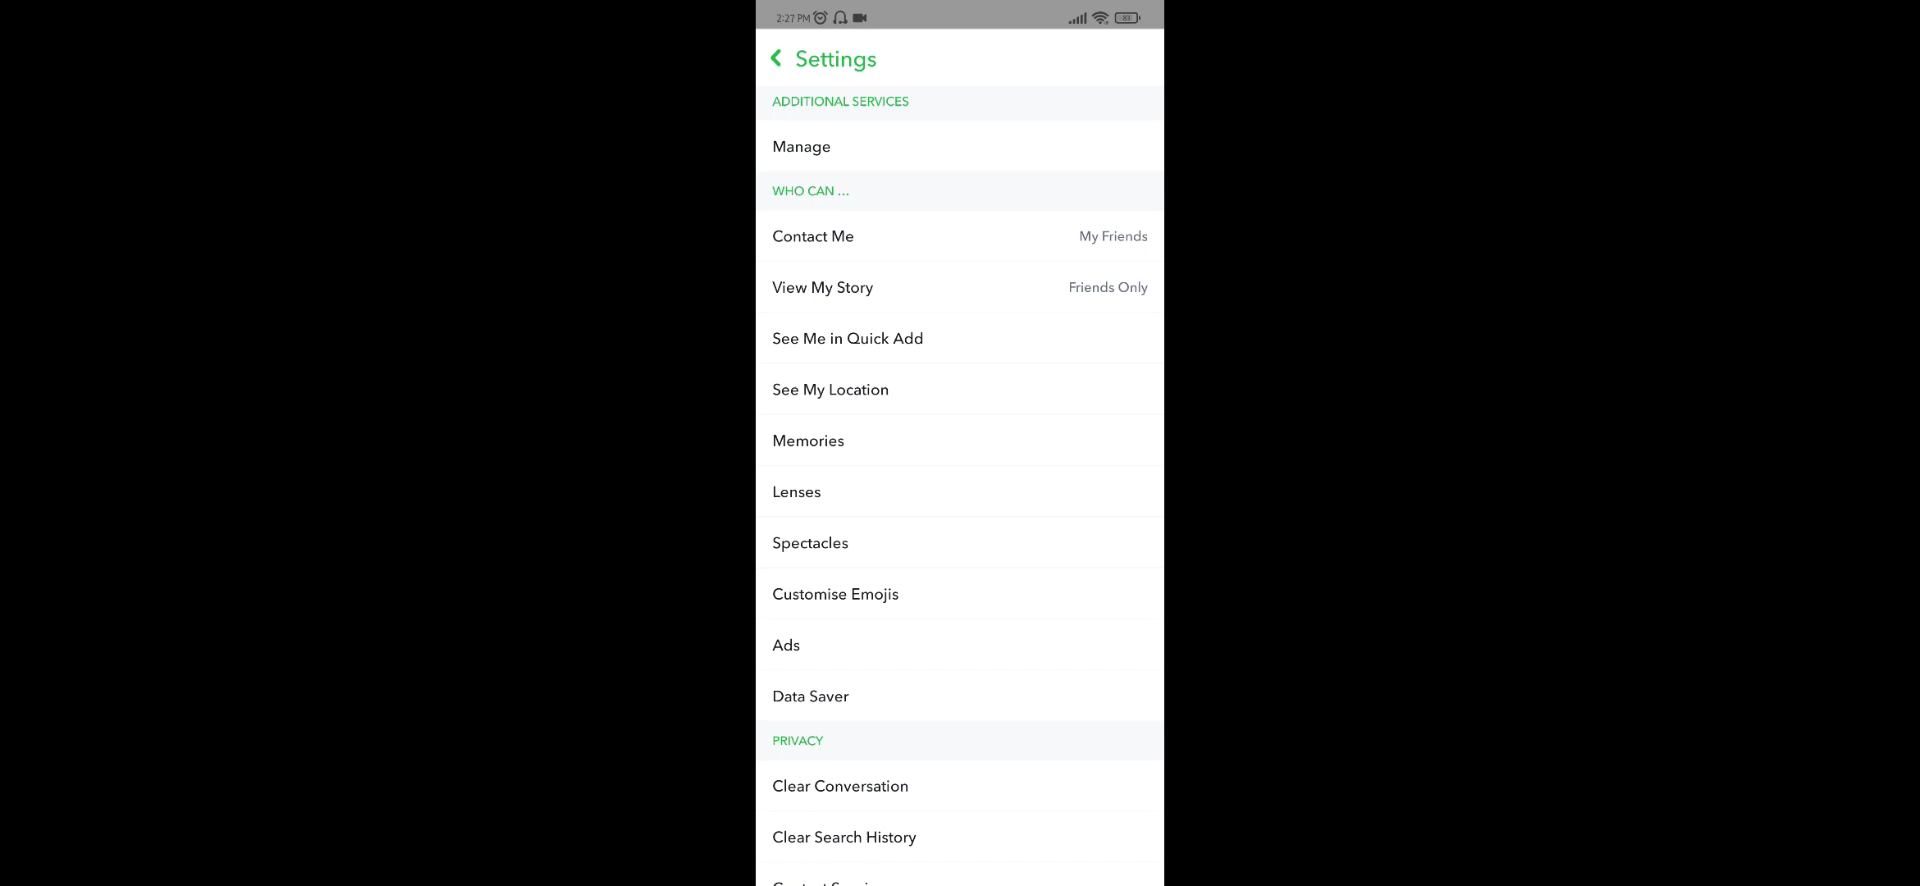 2:27 PM
83
Settings
ADDITIONAL SERVICES
Manage
WHO CAN ...
Contact Me My Friends
View My Story Friends Only
See Me in Quick Add
See My Location
Memories
Lenses
Spectacles
Customise Emojis
Ads
Data Saver
PRIVACY
Clear Conversation
Clear Search History